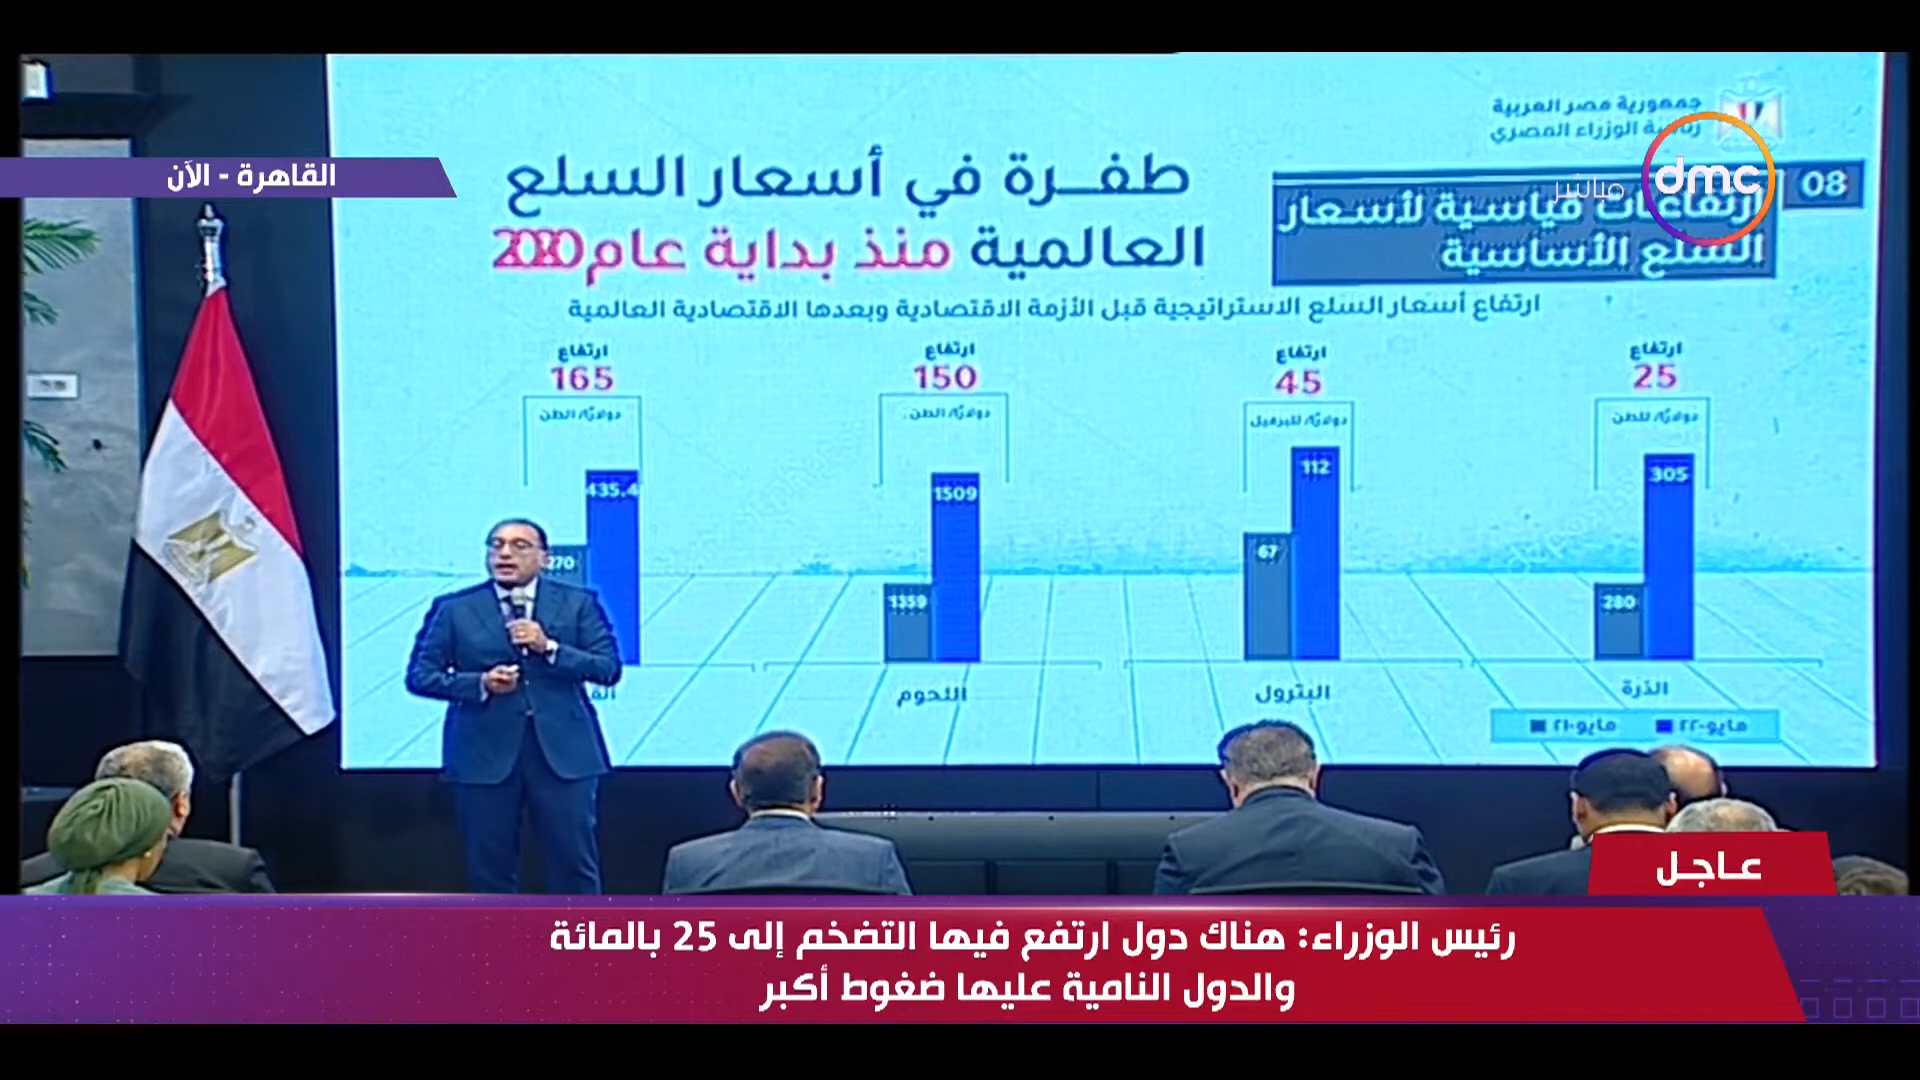 جمهورية مصر العربية
رئاسة الوزراء المصري
القاهرة - الآن
dmc
مباشر
08
ارتفاعات قياسية لأسعار
السلع الأساسية
طفـــرة في أسعار السلع
العالمية منذ بداية عام
ارتفاع أسعار السلع الاستراتيجية قبل الأزمة الاقتصادية وبعدها الاقتصادية العالمية
ارتفاع
25
دولارًا/ للطن
305
280
الذرة
ارتفاع
45
دولارًا/ للبرميل
112
67
البترول
ارتفاع
150
دولارًا/ الطن
1509
1359
اللحوم
ارتفاع
165
دولارًا/ الطن
435.4
270
مايو-٢٢
مايو-٢١
عـاجـل
رئيس الوزراء: هناك دول ارتفع فيها التضخم إلى 25 بالمائة
والدول النامية عليها ضغوط أكبر